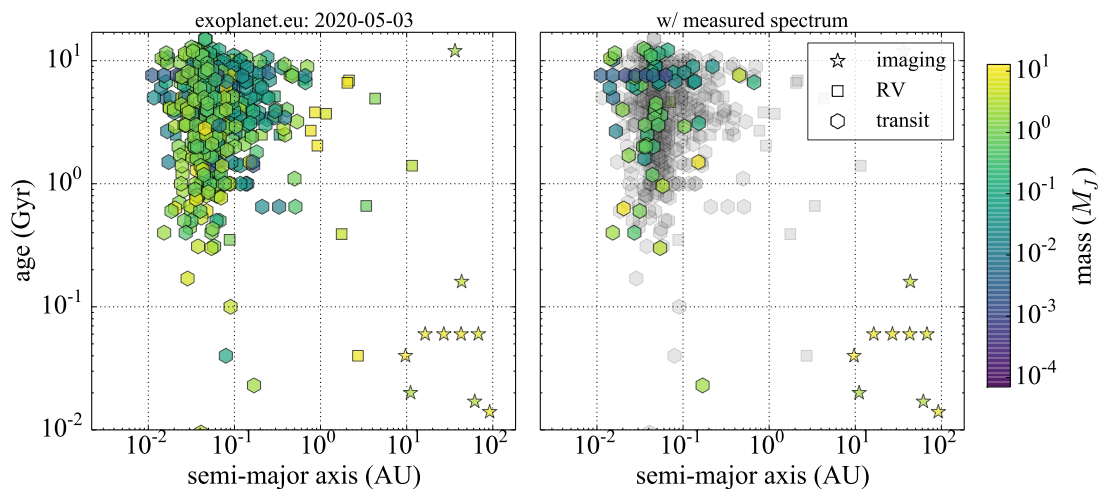 exoplanet.eu: 2020-05-03
w/ measured spectrum
age (Gyr)
10^1
10^0
10^-1
10^-2
10^-2 10^-1 10^0 10^1 10^2
semi-major axis (AU)
imaging
RV
transit
10^-2 10^-1 10^0 10^1 10^2
semi-major axis (AU)
10^1
10^0
10^-1
10^-2
10^-3
10^-4
mass (M_J)